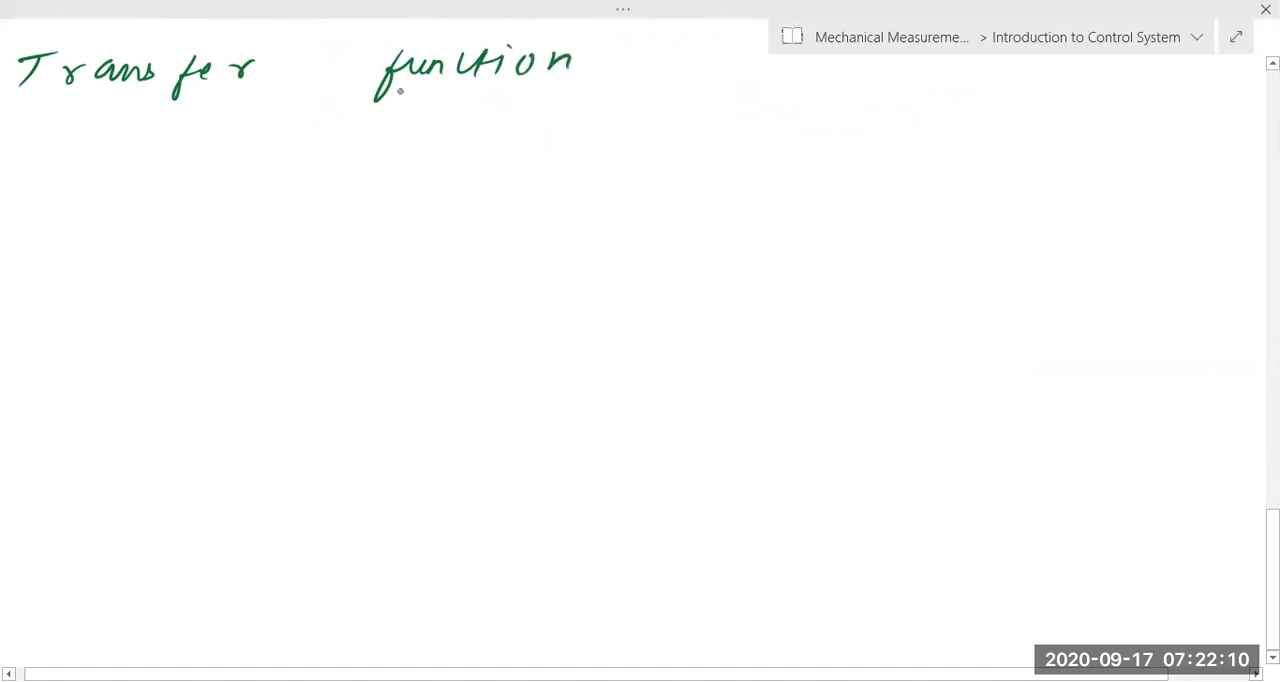 Transfer function
Mechanical Measureme... > Introduction to Control System
2020-09-17 07:22:10